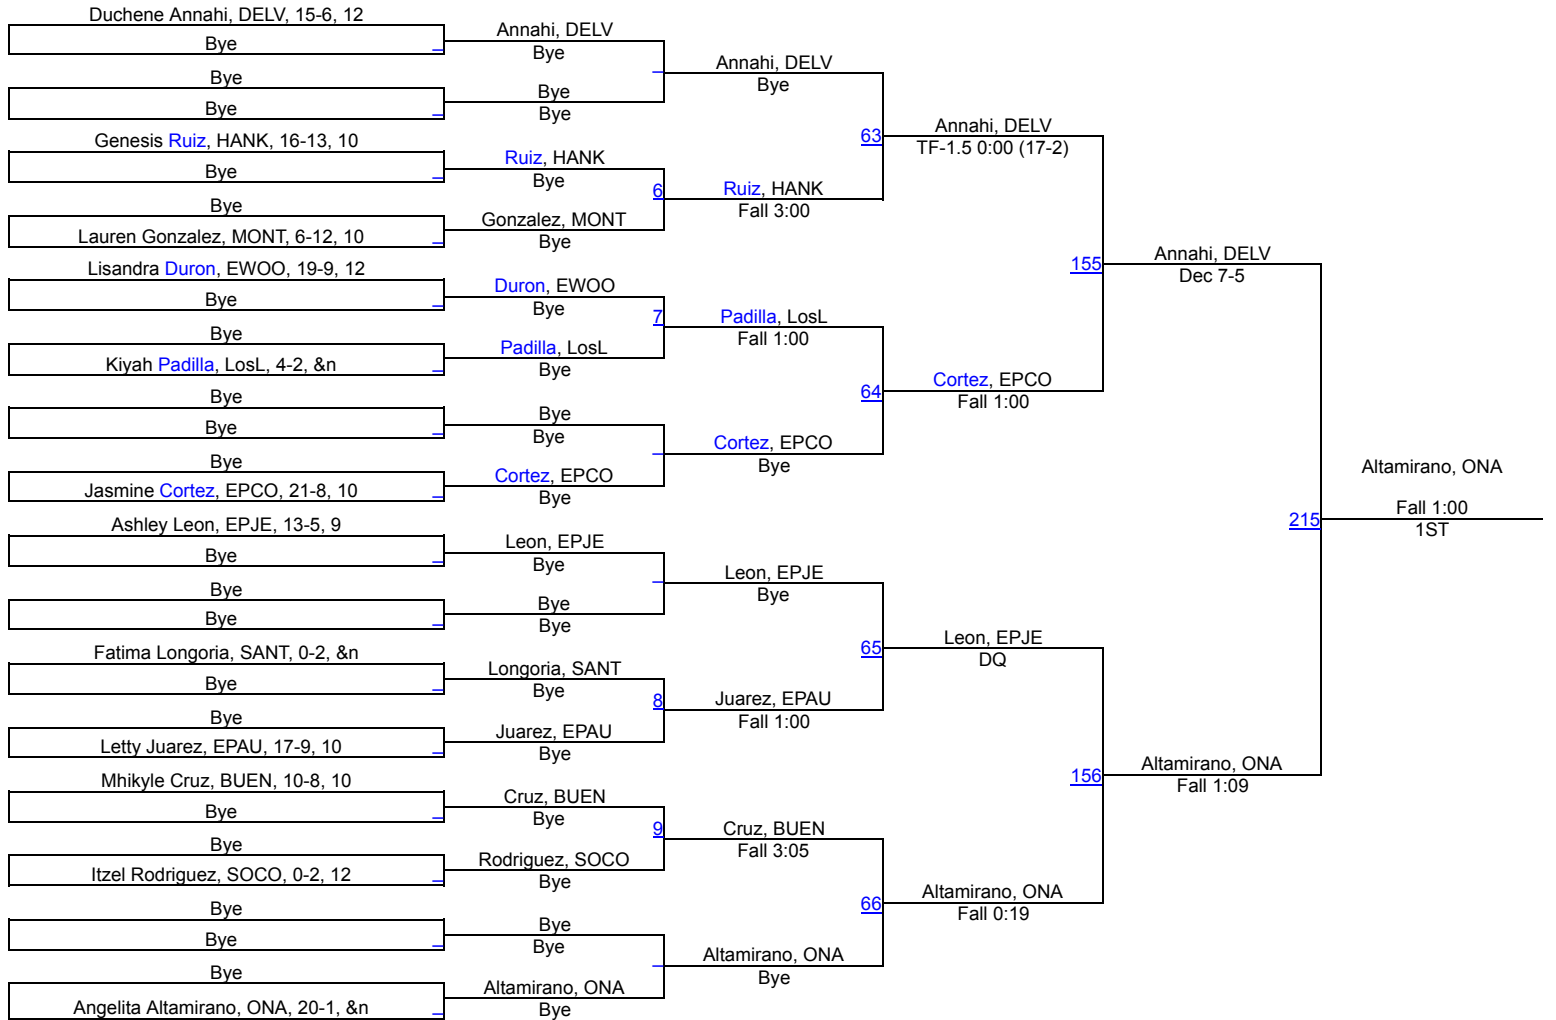 Duchene Annahi, DELV, 15-6, 12
Bye
Bye
Bye
Genesis Ruiz, HANK, 16-13, 10
Bye
Bye
Lauren Gonzalez, MONT, 6-12, 10
Lisandra Duron, EWOO, 19-9, 12
Bye
Bye
Kiyah Padilla, LosL, 4-2, &n
Bye
Bye
Bye
Jasmine Cortez, EPCO, 21-8, 10
Ashley Leon, EPJE, 13-5, 9
Bye
Bye
Bye
Fatima Longoria, SANT, 0-2, &n
Bye
Bye
Letty Juarez, EPAU, 17-9, 10
Mhikyle Cruz, BUEN, 10-8, 10
Bye
Bye
Itzel Rodriguez, SOCO, 0-2, 12
Bye
Bye
Bye
Angelita Altamirano, ONA, 20-1, &n
Annahi, DELV
Bye
Bye
Bye
Ruiz, HANK
Bye
6
Gonzalez, MONT
Bye
Duron, EWOO
Bye
7
Padilla, LosL
Bye
Bye
Bye
Cortez, EPCO
Bye
Leon, EPJE
Bye
Bye
Bye
Longoria, SANT
Bye
8
Juarez, EPAU
Bye
Cruz, BUEN
Bye
9
Rodriguez, SOCO
Bye
Bye
Bye
Altamirano, ONA
Bye
Annahi, DELV
Bye
63
Ruiz, HANK
Fall 3:00
Padilla, LosL
Fall 1:00
64
Cortez, EPCO
Bye
Leon, EPJE
Bye
65
Juarez, EPAU
Fall 1:00
Cruz, BUEN
Fall 3:05
66
Altamirano, ONA
Bye
Annahi, DELV
TF-1.5 0:00 (17-2)
155
Cortez, EPCO
Fall 1:00
Leon, EPJE
DQ
156
Altamirano, ONA
Fall 0:19
Annahi, DELV
Dec 7-5
215
Altamirano, ONA
Fall 1:09
Altamirano, ONA
Fall 1:00
1ST